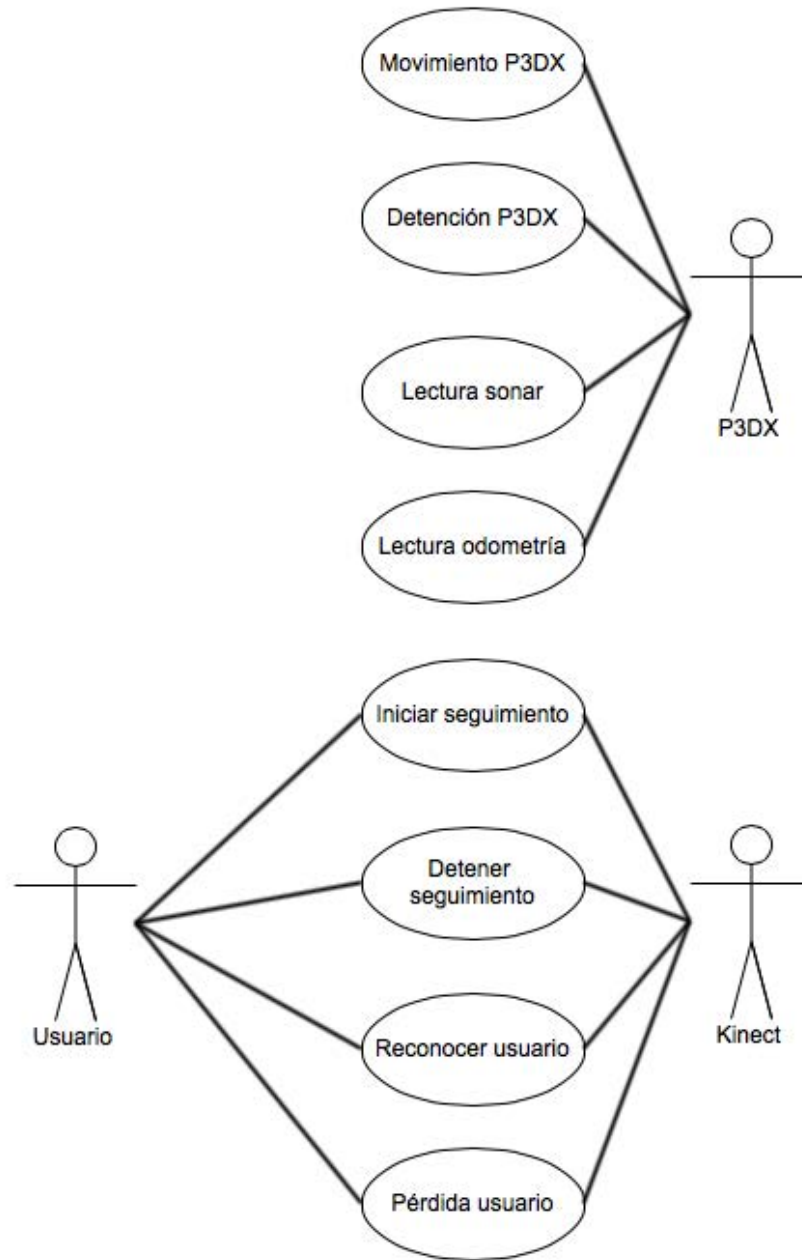 Movimiento P3DX
Detención P3DX
Lectura sonar
P3DX
Lectura odometría
Iniciar seguimiento
Detener
seguimiento
Usuario
Reconocer usuario
Kinect
Pérdida usuario